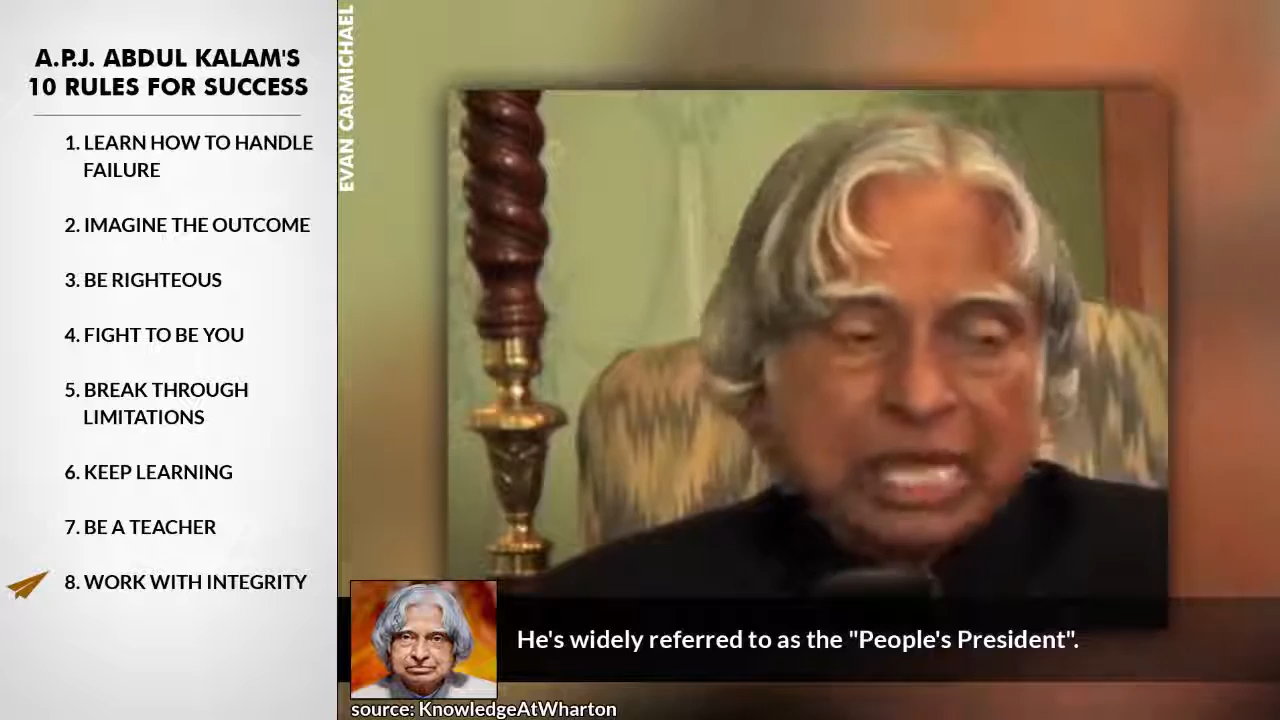 A.P.J. ABDUL KALAM'S
10 RULES FOR SUCCESS
1. LEARN HOW TO HANDLE
FAILURE
2. IMAGINE THE OUTCOME
3. BE RIGHTEOUS
4. FIGHT TO BE YOU
5. BREAK THROUGH
LIMITATIONS
6. KEEP LEARNING
7. BE A TEACHER
8. WORK WITH INTEGRITY
EVAN CARMICHAEL
He's widely referred to as the "People's President".
source: KnowledgeAtWharton